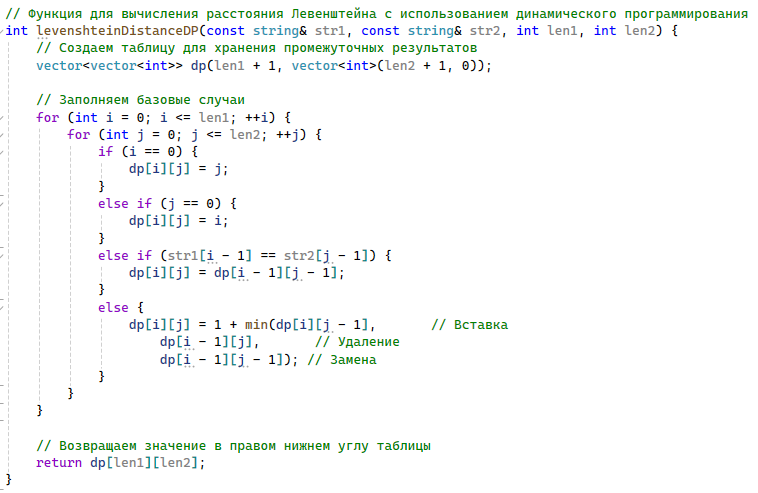 // Функция для вычисления расстояния Левенштейна с использованием динамического программирования
int levenshteinDistanceDP(const string& str1, const string& str2, int len1, int len2) {
    // Создаем таблицу для хранения промежуточных результатов
    vector<vector<int>> dp(len1 + 1, vector<int>(len2 + 1, 0));

    // Заполняем базовые случаи
    for (int i = 0; i <= len1; ++i) {
        for (int j = 0; j <= len2; ++j) {
            if (i == 0) {
                dp[i][j] = j;
            }
            else if (j == 0) {
                dp[i][j] = i;
            }
            else if (str1[i - 1] == str2[j - 1]) {
                dp[i][j] = dp[i - 1][j - 1];
            }
            else {
                dp[i][j] = 1 + min(dp[i][j - 1],       // Вставка
                    dp[i - 1][j],       // Удаление
                    dp[i - 1][j - 1]); // Замена
            }
        }
    }

    // Возвращаем значение в правом нижнем углу таблицы
    return dp[len1][len2];
}